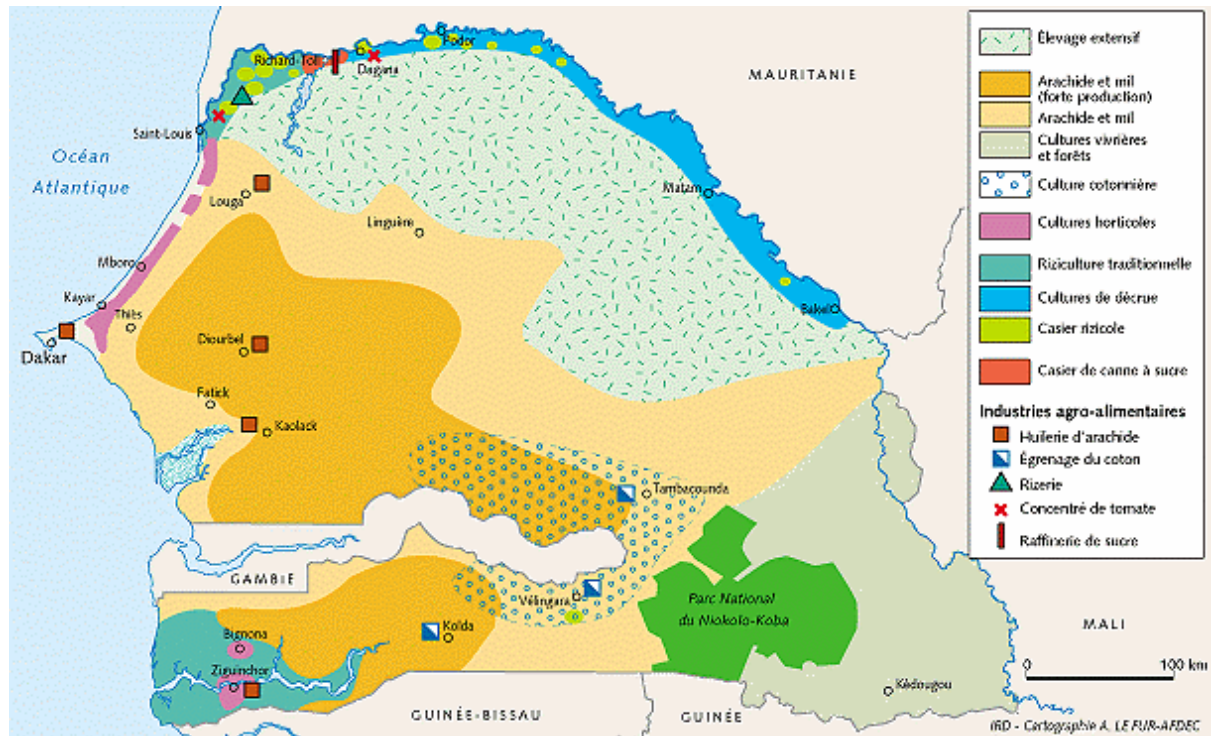 Élevage extensif
Arachide et mil
(forte production)
Arachide et mil
Cultures vivrières
et forêts
Culture cotonnière
Cultures horticoles
Riziculture traditionnelle
Cultures de décrue
Casier rizicole
Casier de canne à sucre
Industries agro-alimentaires
Huilerie d'arachide
Égrenage du coton
Rizerie
Concentré de tomate
Raffinerie de sucre
MAURITANIE
Podor
Richard-Toll
Dagana
Saint-Louis
Océan
Atlantique
Matam
Louga
Linguère
Mboro
Kayar
Thiès
Bakel
Dakar
Diourbel
Fatick
Kaolack
Tambacounda
GAMBIE
Vélingara
Parc National
du Niokolo-Koba
MALI
Bignona
Kolda
Ziguinchor
0 100 km
Kédougou
GUINÉE-BISSAU
GUINÉE
IRD - Cartographie A. LE FUR-AFDEC